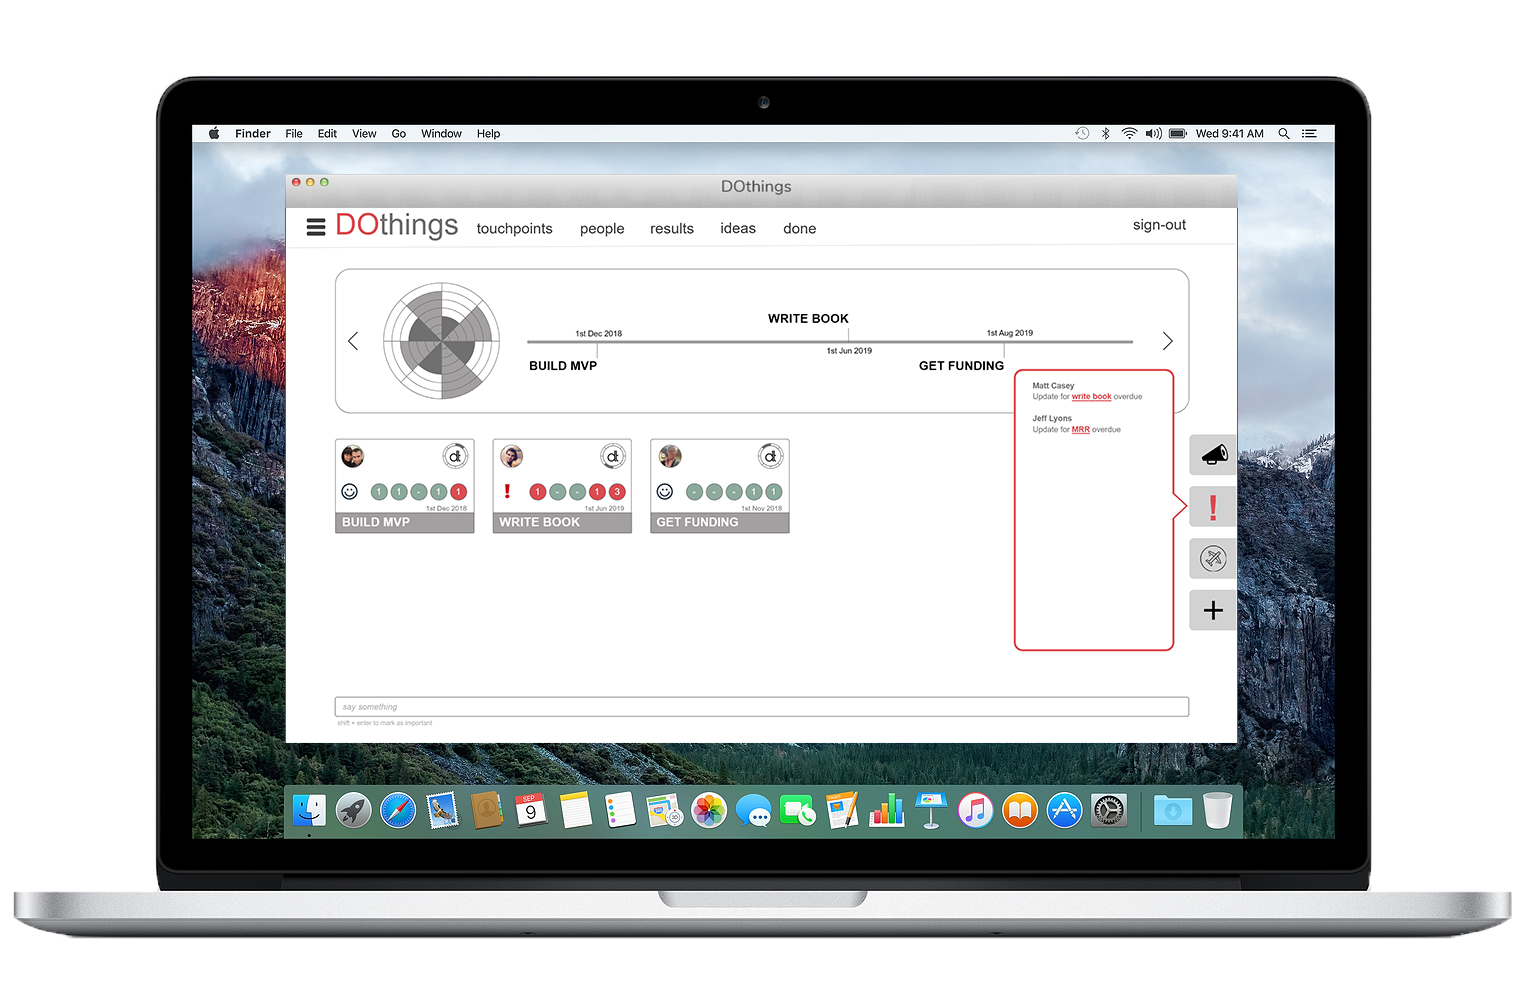 Finder File Edit View Go Window Help Wed 9:41 AM
DOthings
DOthings touchpoints people results ideas done sign-out
WRITE BOOK
1st Dec 2018 1st Aug 2019
1st Jun 2019
BUILD MVP GET FUNDING
Matt Casey
Update for write book overdue
Jeff Lyons
Update for MRR overdue
dt dt dt
1 1 - 1 1 ! 1 - - 1 3 - - - 1 1 !
1st Dec 2018 1st Jun 2019 1st Nov 2018
BUILD MVP WRITE BOOK GET FUNDING
say something
shift + enter to mark as important
SEP
9
3D